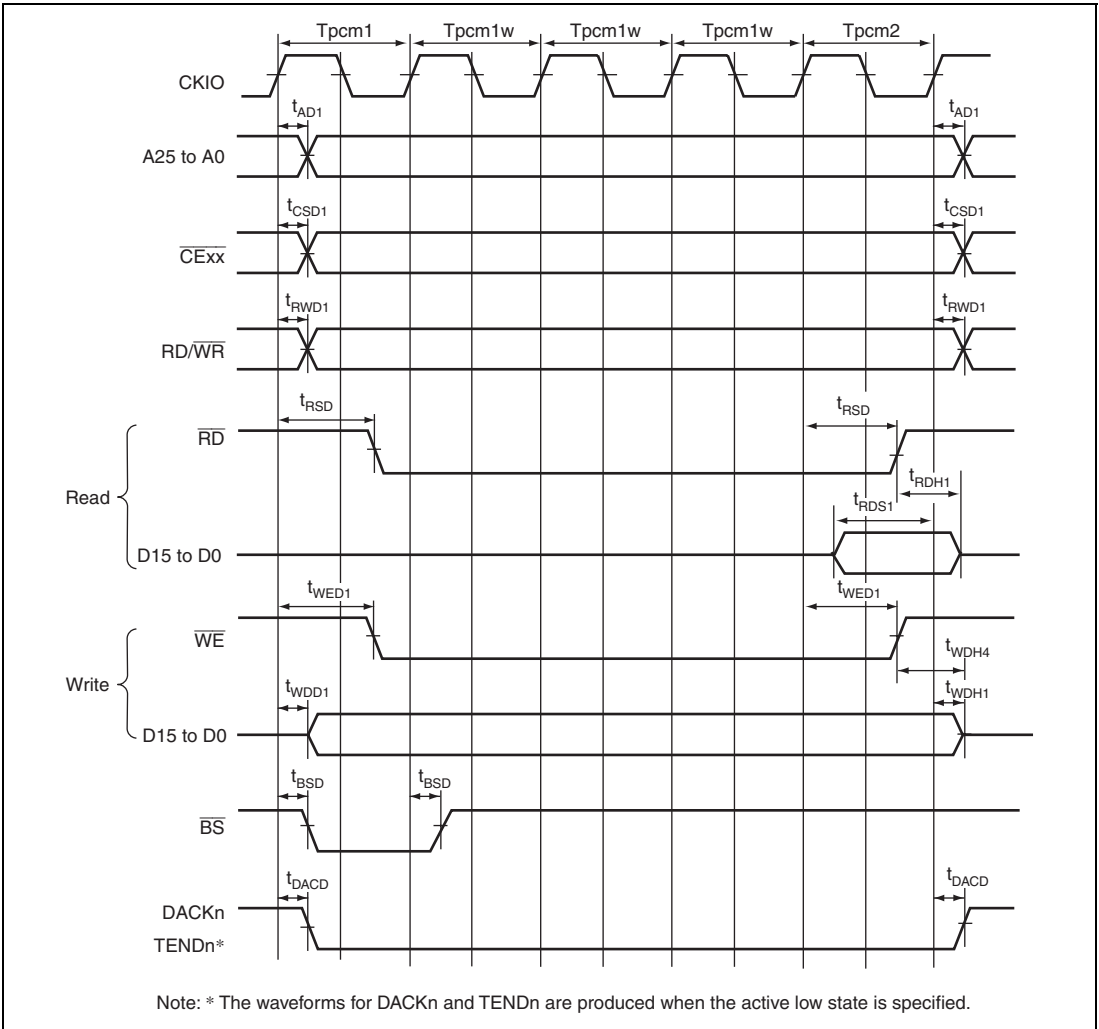 Tpcm1 Tpcm1w Tpcm1w Tpcm1w Tpcm2
CKIO
tAD1 tAD1
A25 to A0
tCSD1 tCSD1
CExx
tRWD1 tRWD1
RD/WR
tRSD tRSD
RD
tRDH1
Read
tRDS1
D15 to D0
tWED1 tWED1
WE
tWDH4
Write
tWDD1 tWDH1
D15 to D0
tBSD tBSD
BS
tDACD tDACD
DACKn
TENDn*
Note: * The waveforms for DACKn and TENDn are produced when the active low state is specified.